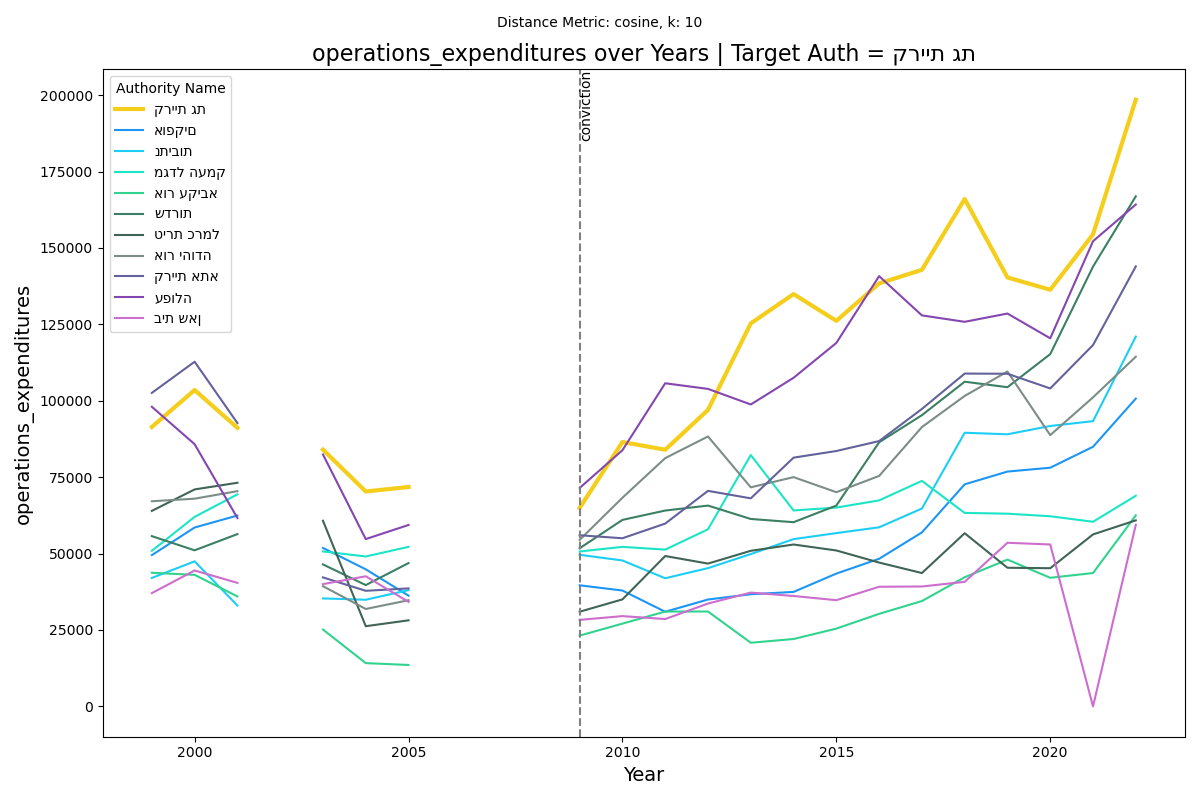 Distance Metric: cosine, k: 10
operations_expenditures over Years | Target Auth = קריית גת
conviction
Authority Name
קריית גת
אופקים
נתיבות
מגדל העמק
אור עקיבא
שדרות
טירת כרמל
אור יהודה
קריית אתא
עפולה
בית שאן
operations_expenditures
200000
175000
150000
125000
100000
75000
50000
25000
0
2000 2005 2010 2015 2020
Year